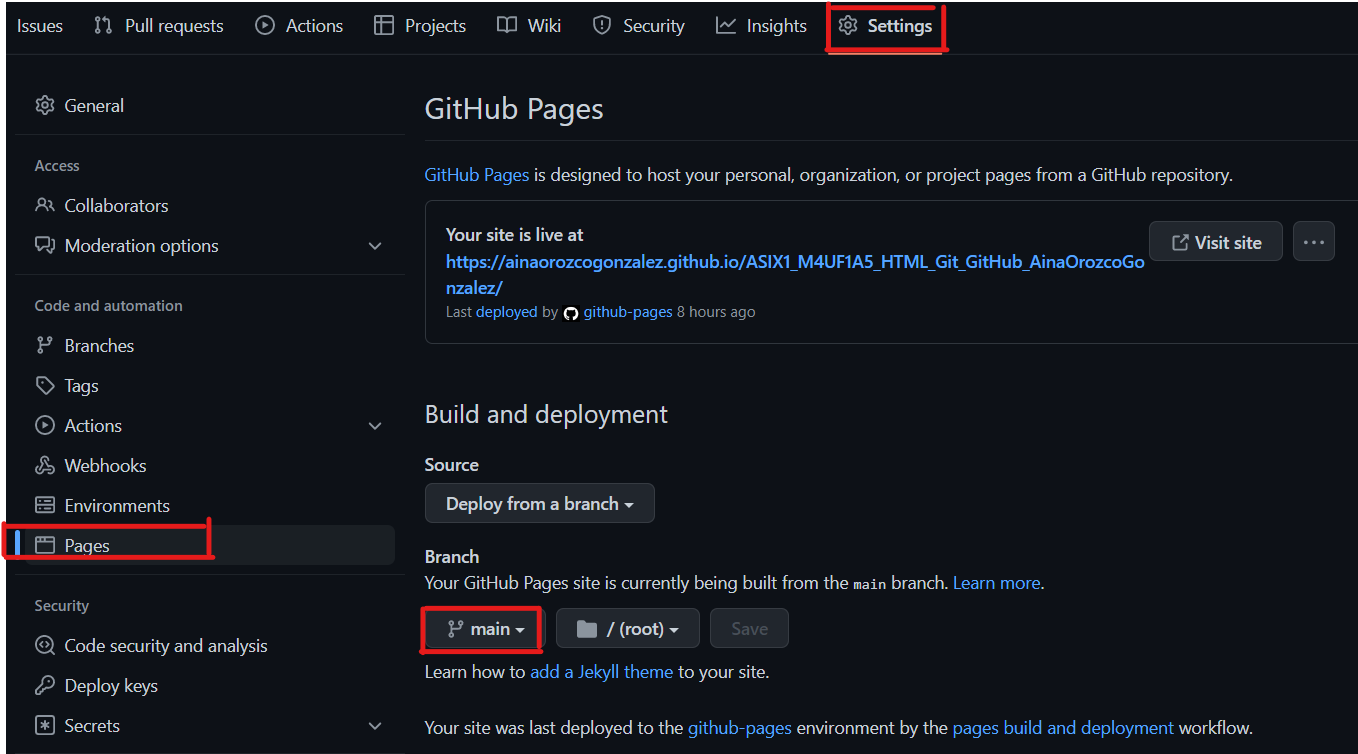 Issues Pull requests Actions Projects Wiki Security Insights Settings
General
Access
Collaborators
Moderation options
Code and automation
Branches
Tags
Actions
Webhooks
Environments
Pages
Security
Code security and analysis
Deploy keys
Secrets
GitHub Pages
GitHub Pages is designed to host your personal, organization, or project pages from a GitHub repository.
Your site is live at
https://ainaorozcogonzalez.github.io/ASIX1_M4UF1A5_HTML_Git_GitHub_AinaOrozcoGo
nzalez/
Last deployed by github-pages 8 hours ago
Visit site
Build and deployment
Source
Deploy from a branch
Branch
Your GitHub Pages site is currently being built from the main branch. Learn more.
main / (root) Save
Learn how to add a Jekyll theme to your site.
Your site was last deployed to the github-pages environment by the pages build and deployment workflow.